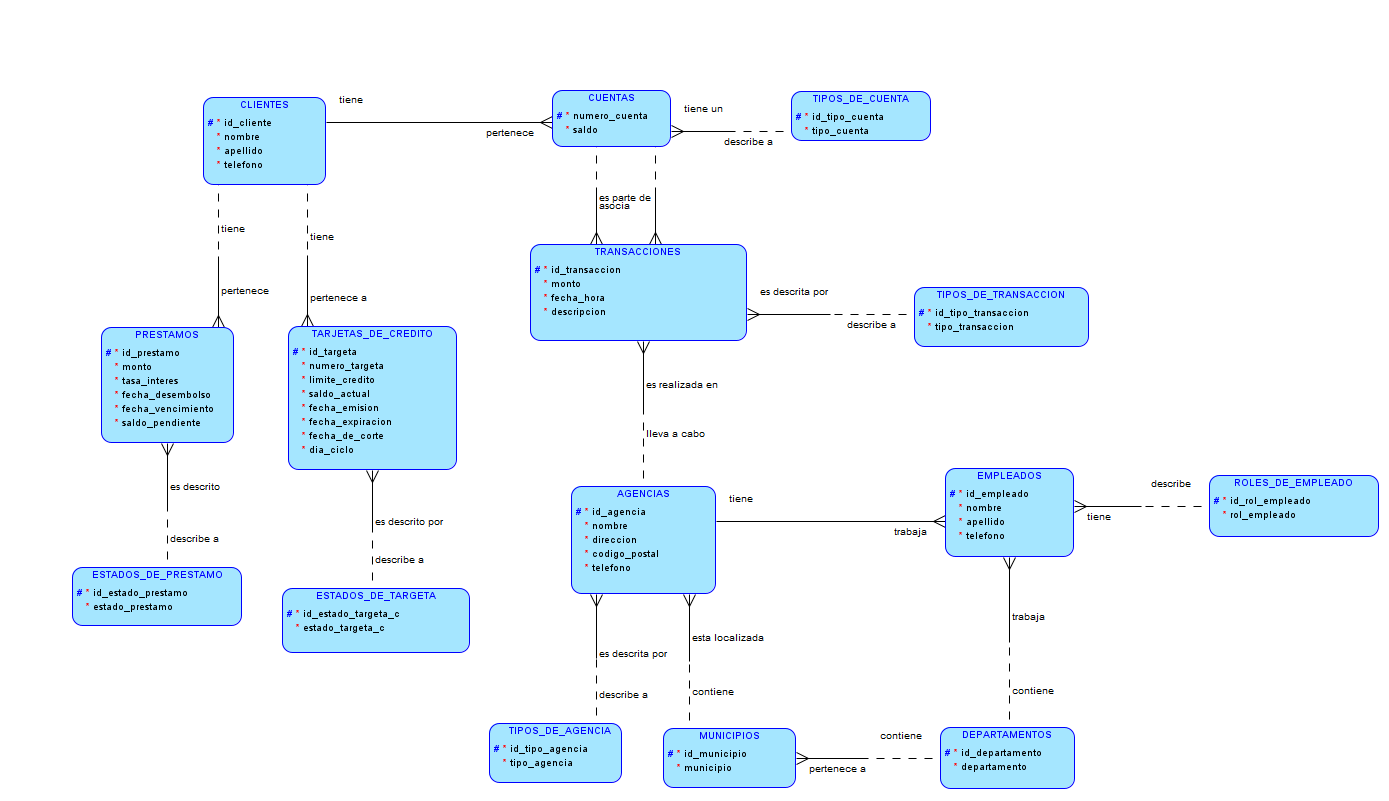 CLIENTES
# * id_cliente
* nombre
* apellido
* telefono
tiene
pertenece
CUENTAS
# * numero_cuenta
* saldo
tiene un
describe a
TIPOS_DE_CUENTA
# * id_tipo_cuenta
* tipo_cuenta
tiene
pertenece
tiene
pertenece a
es parte de
asocia
TRANSACCIONES
# * id_transaccion
* monto
* fecha_hora
* descripcion
es descrita por
describe a
TIPOS_DE_TRANSACCION
# * id_tipo_transaccion
* tipo_transaccion
PRESTAMOS
# * id_prestamo
* monto
* tasa_interes
* fecha_desembolso
* fecha_vencimiento
* saldo_pendiente
TARJETAS_DE_CREDITO
# * id_targeta
* numero_targeta
* limite_credito
* saldo_actual
* fecha_emision
* fecha_expiracion
* fecha_de_corte
* dia_ciclo
es realizada en
lleva a cabo
es descrito
describe a
es descrito por
describe a
ESTADOS_DE_PRESTAMO
# * id_estado_prestamo
* estado_prestamo
ESTADOS_DE_TARGETA
# * id_estado_targeta_c
* estado_targeta_c
AGENCIAS
# * id_agencia
* nombre
* direccion
* codigo_postal
* telefono
tiene
trabaja
EMPLEADOS
# * id_empleado
* nombre
* apellido
* telefono
describe
tiene
ROLES_DE_EMPLEADO
# * id_rol_empleado
* rol_empleado
es descrita por
describe a
esta localizada
contiene
trabaja
contiene
TIPOS_DE_AGENCIA
# * id_tipo_agencia
* tipo_agencia
MUNICIPIOS
# * id_municipio
* municipio
contiene
pertenece a
DEPARTAMENTOS
# * id_departamento
* departamento